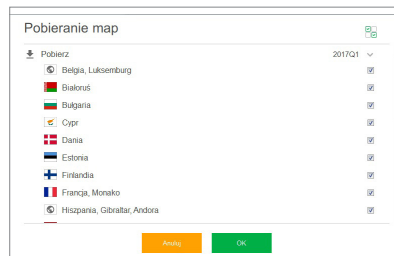 Pobieranie map
Pobierz 2017Q1
Belgia, Luksemburg
Białoruś
Bułgaria
Cypr
Dania
Estonia
Finlandia
Francja, Monako
Hiszpania, Gibraltar, Andora
Anuluj OK